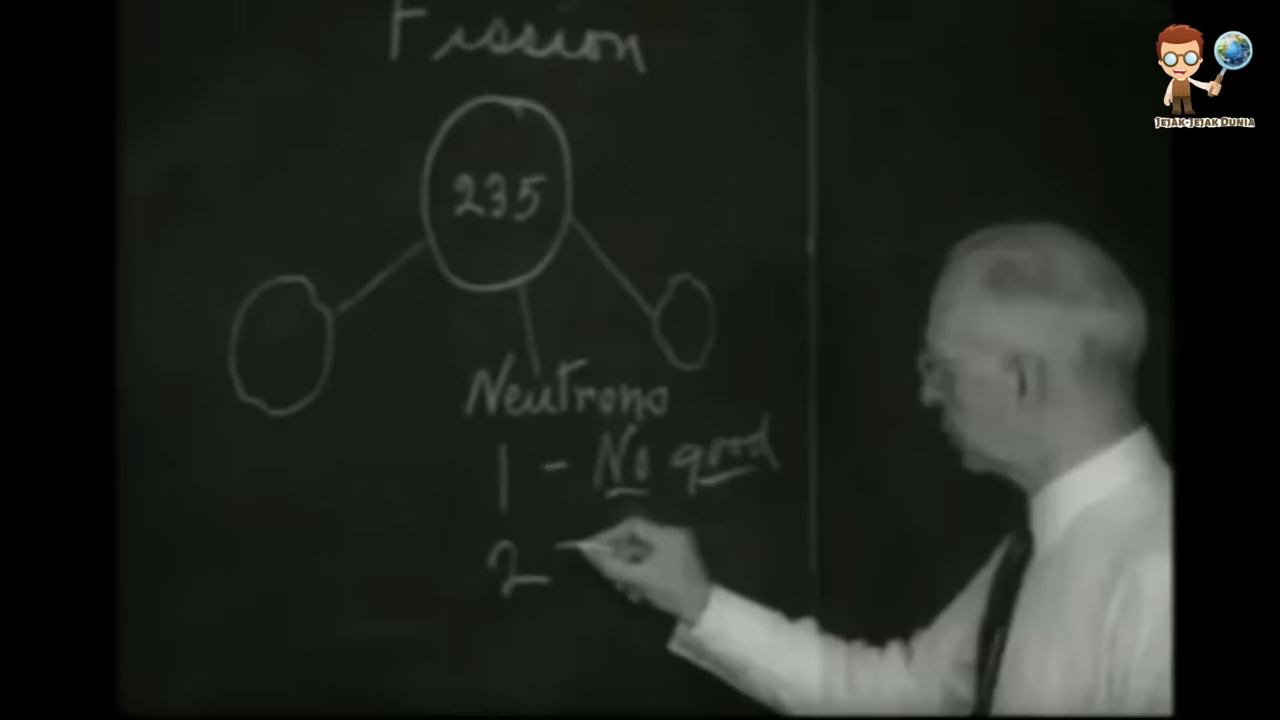 Fission
235
Neutrons
1 - No good
2 -
JEJAK-JEJAK DUNIA